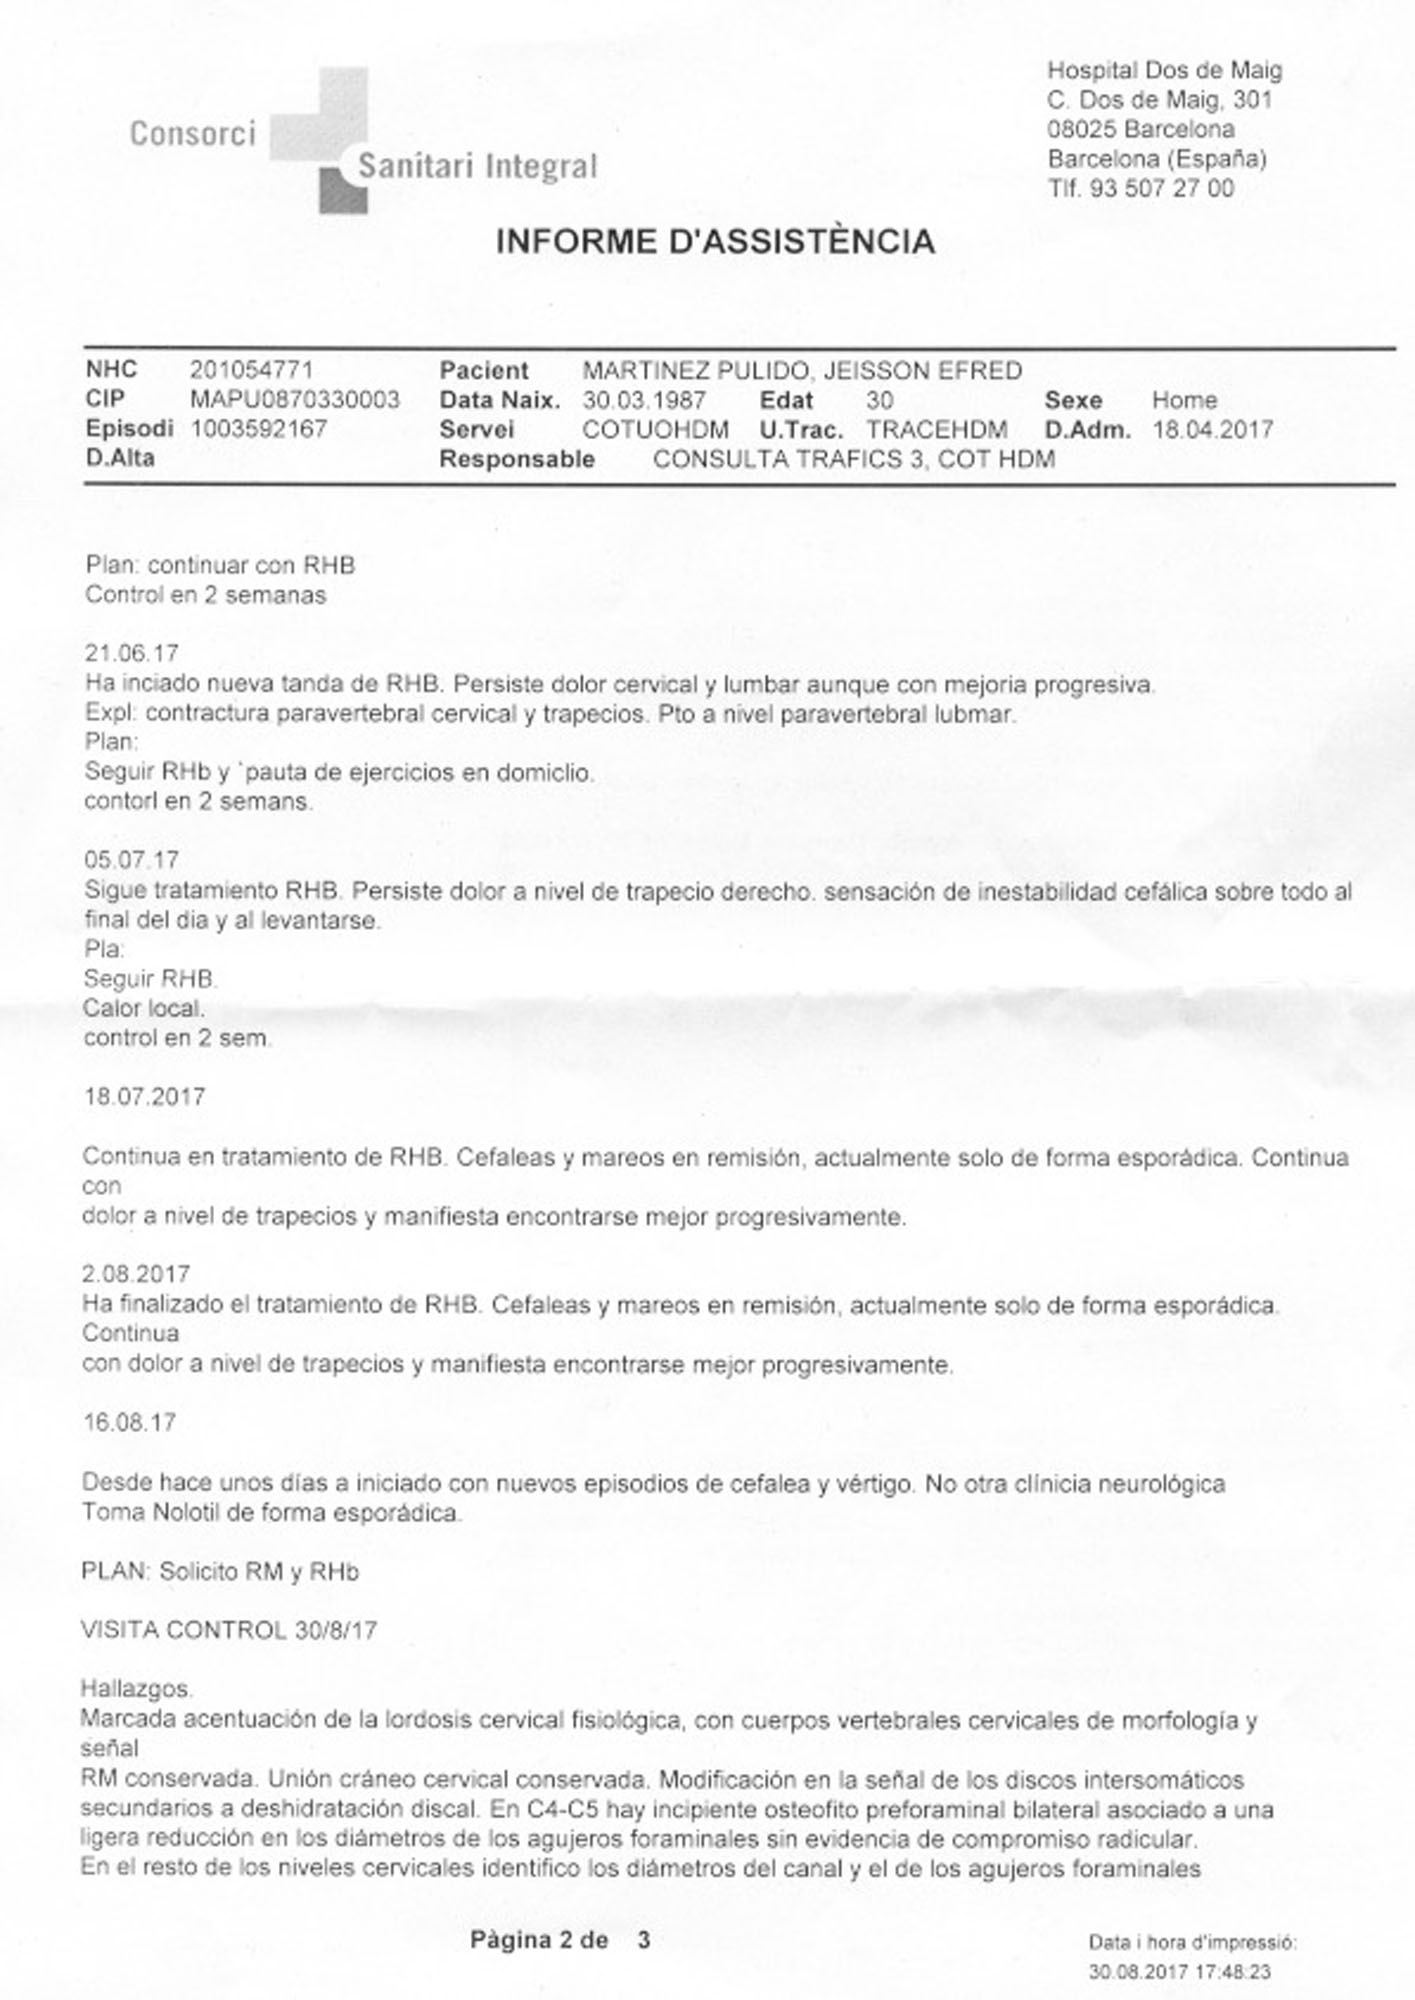 Consorci
Sanitari Integral
Hospital Dos de Maig
C. Dos de Maig, 301
08025 Barcelona
Barcelona (España)
Tlf. 93 507 27 00
INFORME D'ASSISTÈNCIA
NHC 201054771 Pacient MARTINEZ PULIDO, JEISSON EFRED
CIP MAPU0870330003 Data Naix. 30.03.1987 Edat 30 Sexe Home
Episodi 1003592167 Servei COTUOHDM U.Trac. TRACEHDM D.Adm. 18.04.2017
D.Alta Responsable CONSULTA TRAFICS 3, COT HDM
Plan: continuar con RHB
Control en 2 semanas
21.06.17
Ha inciado nueva tanda de RHB. Persiste dolor cervical y lumbar aunque con mejoria progresiva.
Expl: contractura paravertebral cervical y trapecios. Pto a nivel paravertebral lubmar.
Plan:
Seguir RHb y `pauta de ejercicios en domiclio.
contorl en 2 semans.
05.07.17
Sigue tratamiento RHB. Persiste dolor a nivel de trapecio derecho. sensación de inestabilidad cefálica sobre todo al
final del dia y al levantarse.
Pla:
Seguir RHB.
Calor local.
control en 2 sem.
18.07.2017
Continua en tratamiento de RHB. Cefaleas y mareos en remisión, actualmente solo de forma esporádica. Continua
con
dolor a nivel de trapecios y manifiesta encontrarse mejor progresivamente.
2.08.2017
Ha finalizado el tratamiento de RHB. Cefaleas y mareos en remisión, actualmente solo de forma esporádica.
Continua
con dolor a nivel de trapecios y manifiesta encontrarse mejor progresivamente.
16.08.17
Desde hace unos días a iniciado con nuevos episodios de cefalea y vértigo. No otra clínicia neurológica
Toma Nolotil de forma esporádica.
PLAN: Solicito RM y RHb
VISITA CONTROL 30/8/17
Hallazgos.
Marcada acentuación de la lordosis cervical fisiológica, con cuerpos vertebrales cervicales de morfología y
señal
RM conservada. Unión cráneo cervical conservada. Modificación en la señal de los discos intersomáticos
secundarios a deshidratación discal. En C4-C5 hay incipiente osteofito preforaminal bilateral asociado a una
ligera reducción en los diámetros de los agujeros foraminales sin evidencia de compromiso radicular.
En el resto de los niveles cervicales identifico los diámetros del canal y el de los agujeros foraminales
Pàgina 2 de 3
Data i hora d'impressió:
30.08.2017 17:48:23